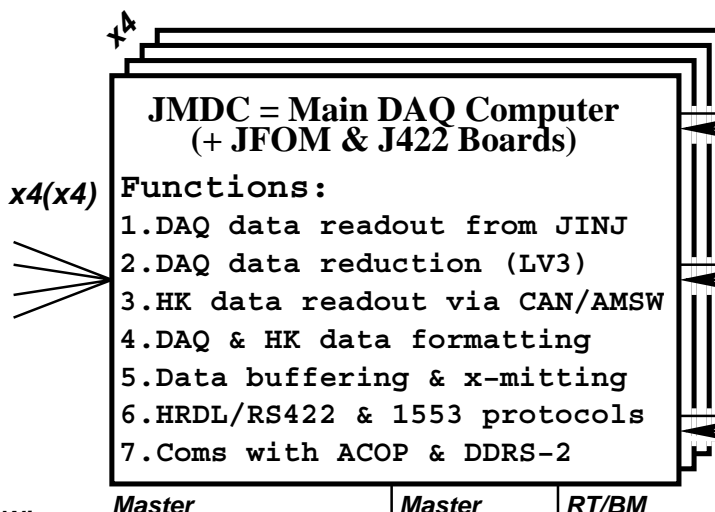 x4
JMDC = Main DAQ Computer
(+ JFOM & J422 Boards)
x4(x4)
Functions:
1.DAQ data readout from JINJ
2.DAQ data reduction (LV3)
3.HK data readout via CAN/AMSW
4.DAQ & HK data formatting
5.Data buffering & x-mitting
6.HRDL/RS422 & 1553 protocols
7.Coms with ACOP & DDRS-2
Master Master RT/BM